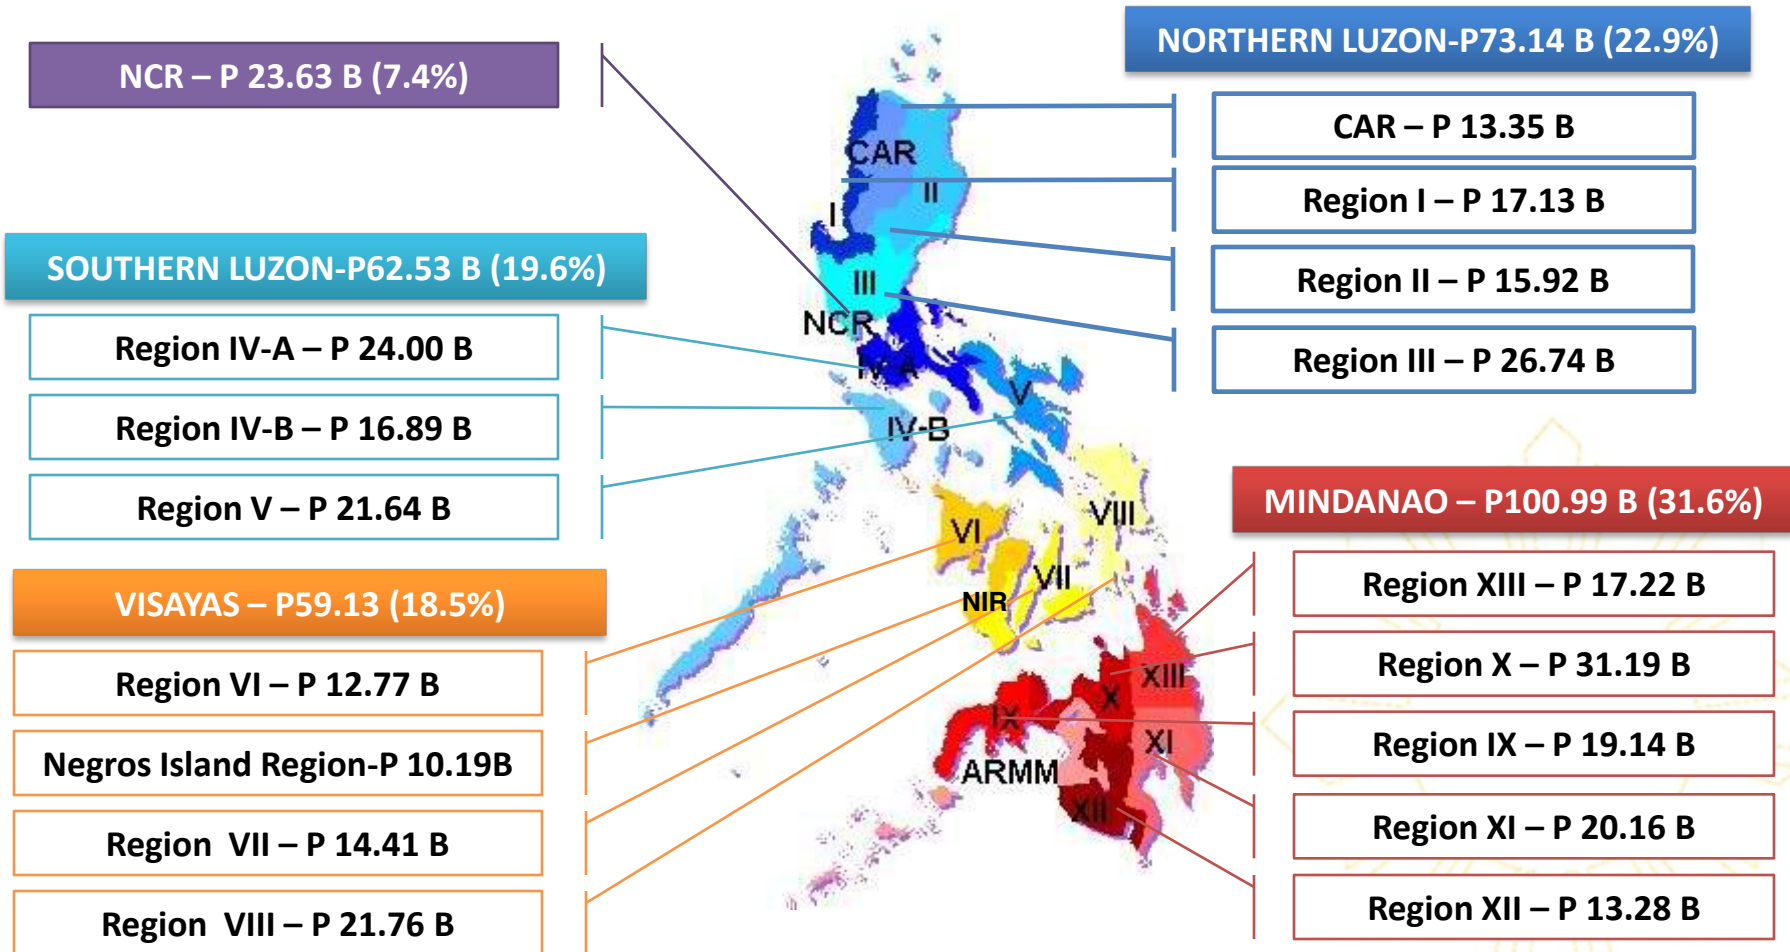 NCR – P 23.63 B (7.4%)
NORTHERN LUZON-P73.14 B (22.9%)
CAR – P 13.35 B
Region I – P 17.13 B
Region II – P 15.92 B
Region III – P 26.74 B
SOUTHERN LUZON-P62.53 B (19.6%)
Region IV-A – P 24.00 B
Region IV-B – P 16.89 B
Region V – P 21.64 B
VISAYAS – P59.13 (18.5%)
Region VI – P 12.77 B
Negros Island Region-P 10.19B
Region VII – P 14.41 B
Region VIII – P 21.76 B
MINDANAO – P100.99 B (31.6%)
Region XIII – P 17.22 B
Region X – P 31.19 B
Region IX – P 19.14 B
Region XI – P 20.16 B
Region XII – P 13.28 B
CAR
II
I
III
NCR
IV-A
V
IV-B
VIII
VI
VII
NIR
XIII
X
IX
XI
ARMM
XII